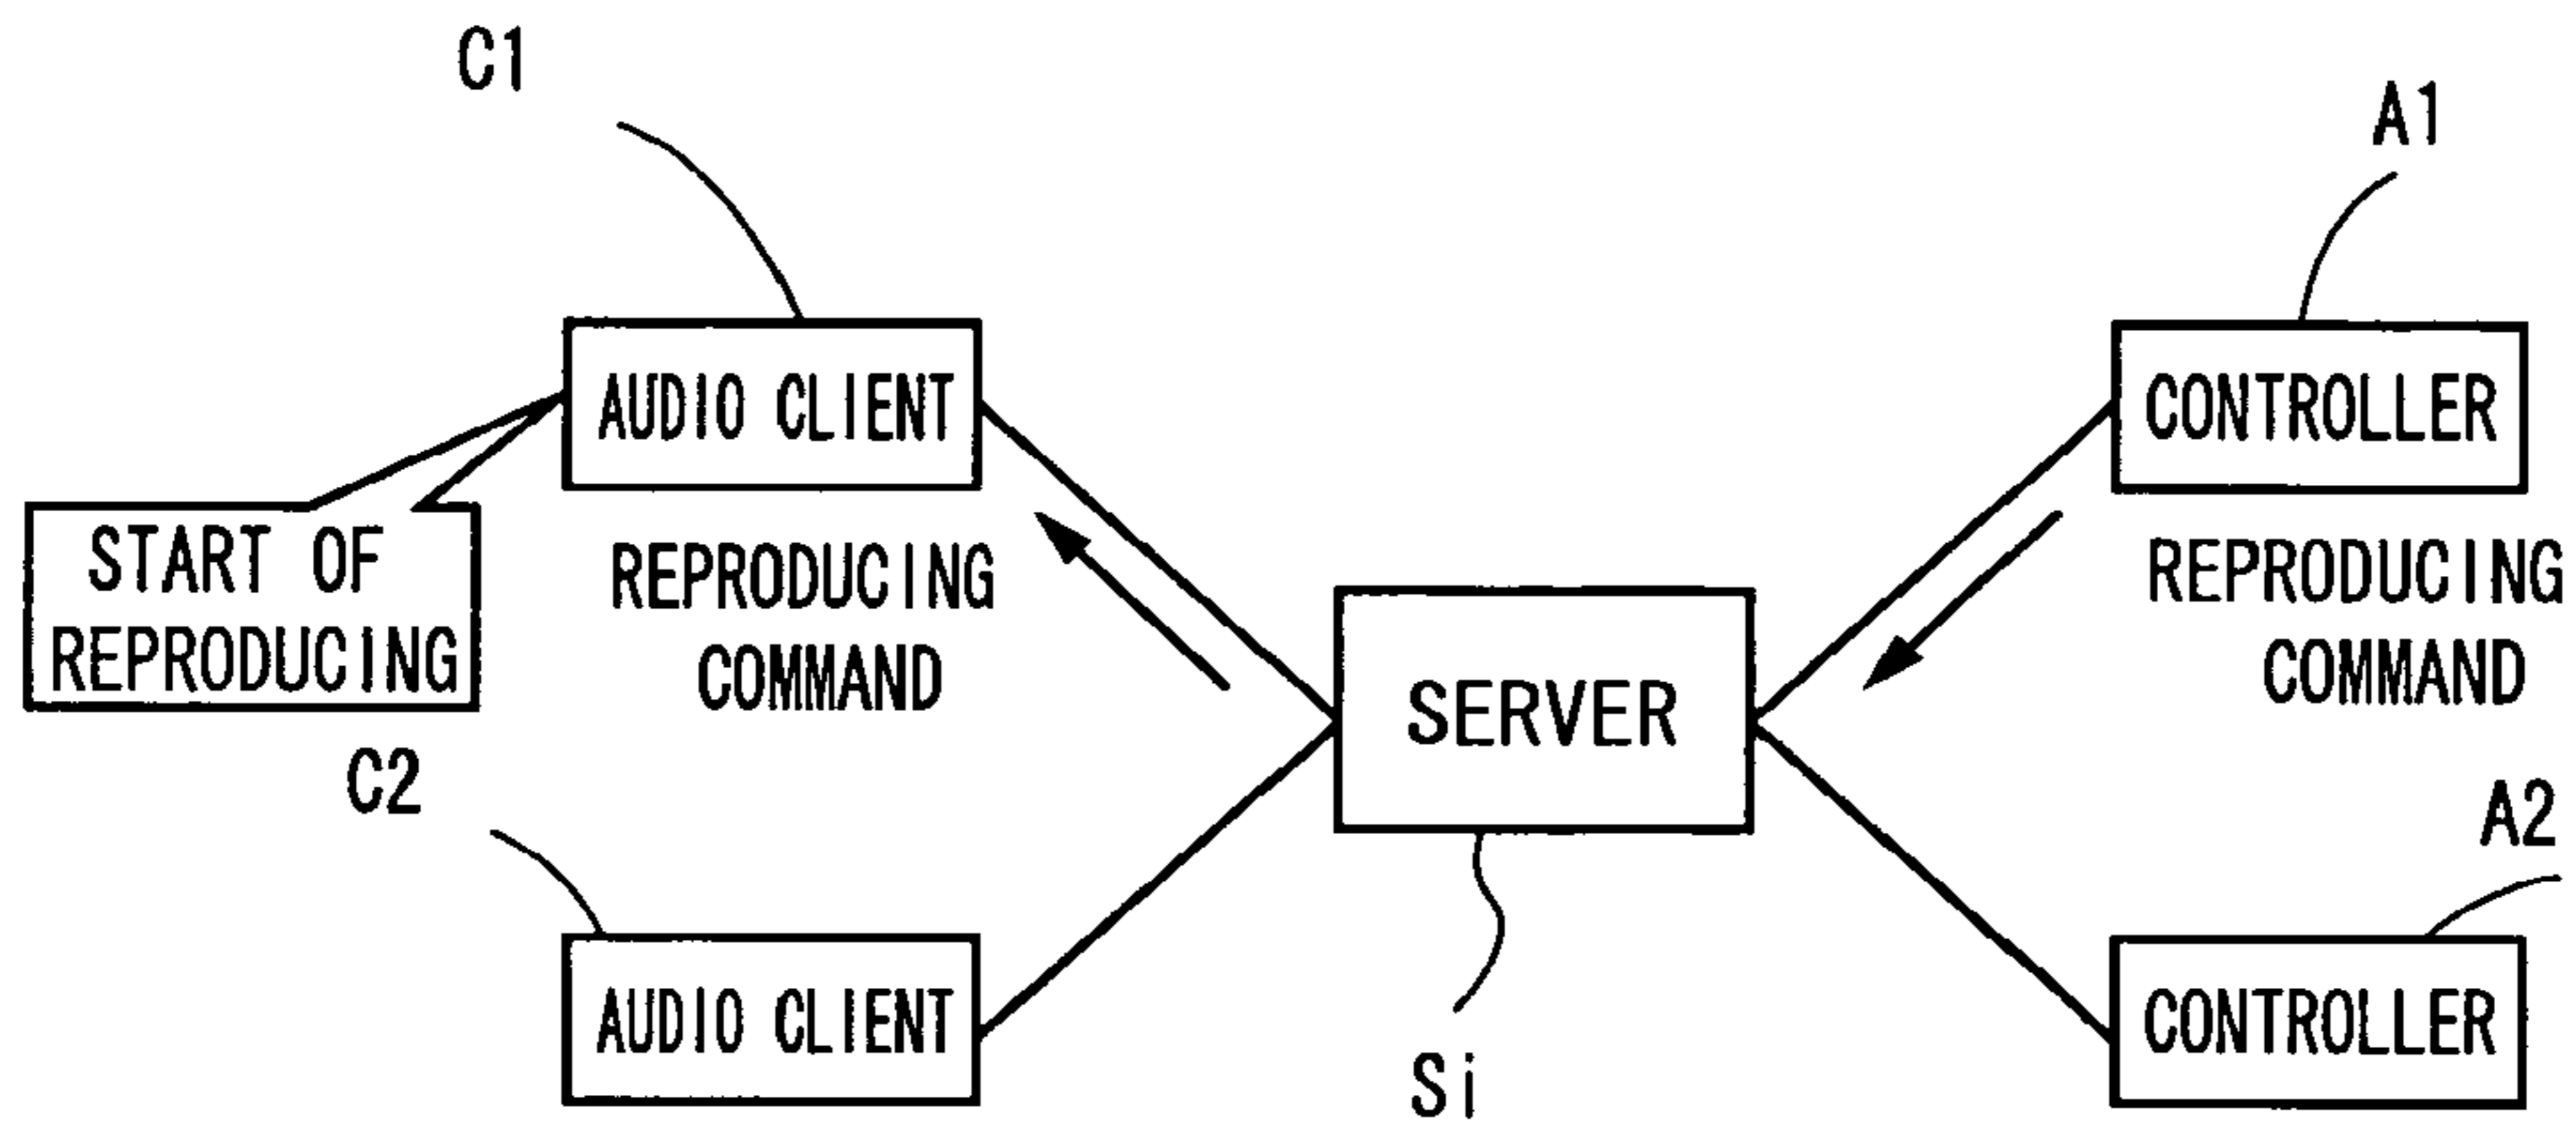 C1
A1
AUDIO CLIENT
CONTROLLER
START OF
REPRODUCING
REPRODUCING
COMMAND
REPRODUCING
COMMAND
SERVER
C2
A2
AUDIO CLIENT
CONTROLLER
Si